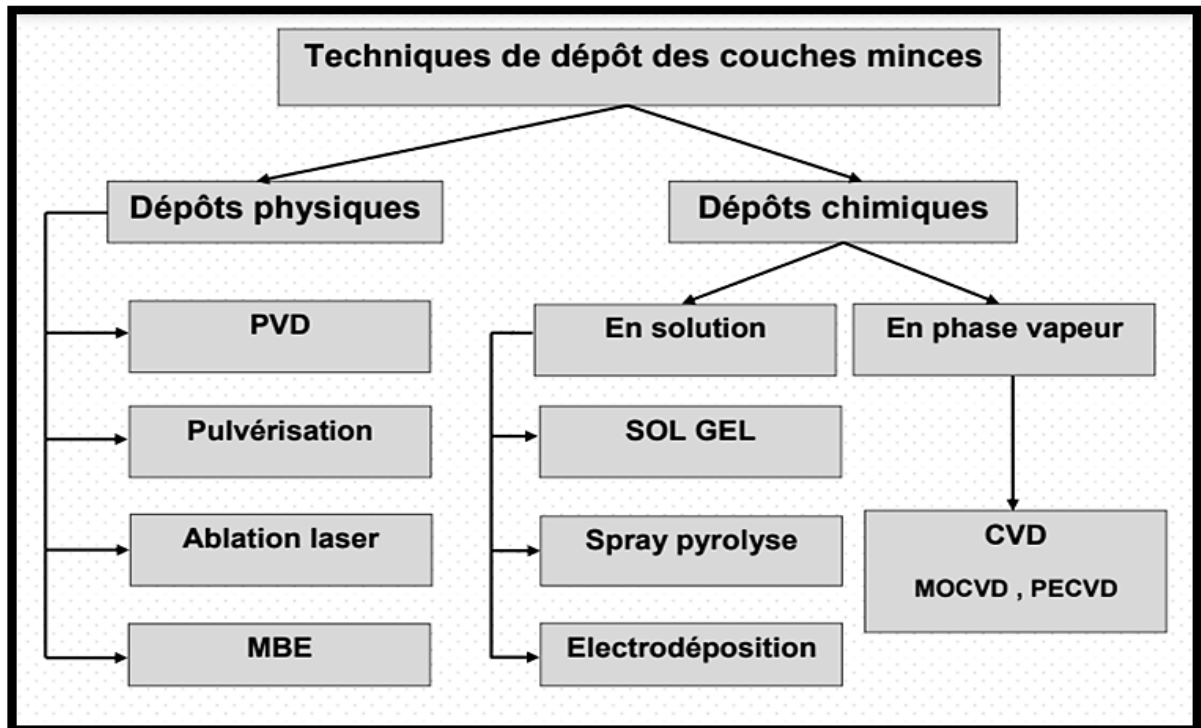 Techniques de dépôt des couches minces
Dépôts physiques
Dépôts chimiques
PVD
Pulvérisation
Ablation laser
MBE
En solution
En phase vapeur
SOL GEL
Spray pyrolyse
Electrodéposition
CVD
MOCVD , PECVD